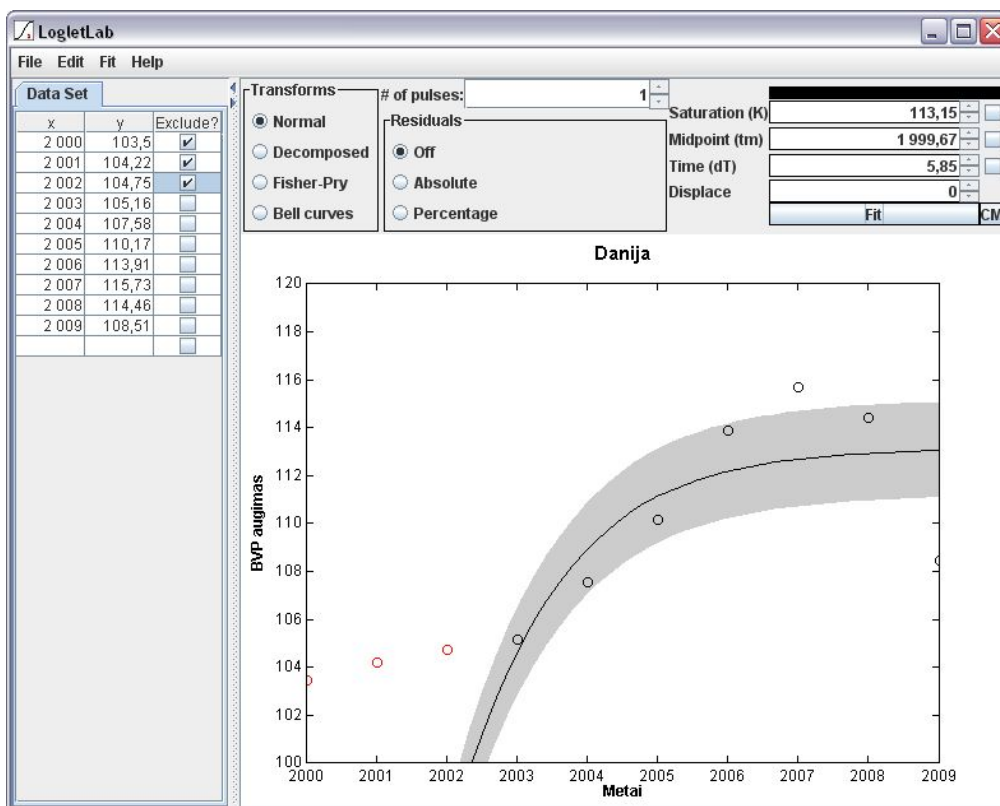 LogletLab
File Edit Fit Help
Data Set
x y Exclude?
2 000 103,5
2 001 104,22
2 002 104,75
2 003 105,16
2 004 107,58
2 005 110,17
2 006 113,91
2 007 115,73
2 008 114,46
2 009 108,51
Transforms
Normal
Decomposed
Fisher-Pry
Bell curves
# of pulses: 1
Residuals
Off
Absolute
Percentage
Saturation (K) 113,15
Midpoint (tm) 1 999,67
Time (dT) 5,85
Displace 0
Fit CM
Danija
120
118
116
114
112
110
108
106
104
102
100
BVP augimas
2000 2001 2002 2003 2004 2005 2006 2007 2008 2009
Metai